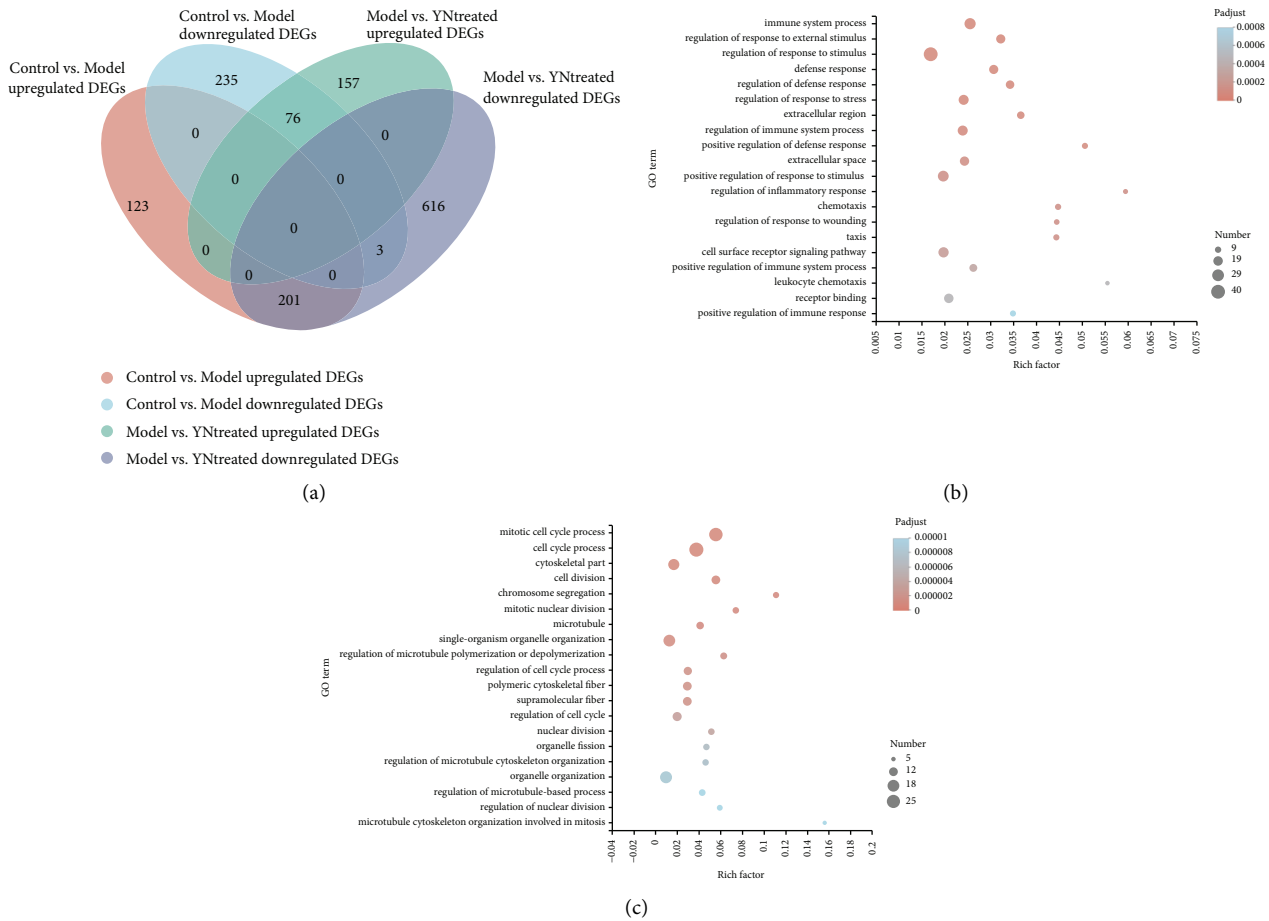 Control vs. Model
upregulated DEGs
Control vs. Model
downregulated DEGs
Model vs. YNtreated
upregulated DEGs
Model vs. YNtreated
downregulated DEGs
235
157
0
76
0
0
0
123
616
0
0
3
0
0
201
Control vs. Model upregulated DEGs
Control vs. Model downregulated DEGs
Model vs. YNtreated upregulated DEGs
Model vs. YNtreated downregulated DEGs
(a)
GO term
immune system process
regulation of response to external stimulus
regulation of response to stimulus
defense response
regulation of defense response
regulation of response to stress
extracellular region
regulation of immune system process
positive regulation of defense response
extracellular space
positive regulation of response to stimulus
regulation of inflammatory response
chemotaxis
regulation of response to wounding
taxis
cell surface receptor signaling pathway
positive regulation of immune system process
leukocyte chemotaxis
receptor binding
positive regulation of immune response
0.005
0.01
0.015
0.02
0.025
0.03
0.035
0.04
0.045
0.05
0.055
0.06
0.065
0.07
0.075
Rich factor
Padjust
0.0008
0.0006
0.0004
0.0002
0
Number
9
19
29
40
(b)
GO term
mitotic cell cycle process
cell cycle process
cytoskeletal part
cell division
chromosome segregation
mitotic nuclear division
microtubule
single-organism organelle organization
regulation of microtubule polymerization or depolymerization
regulation of cell cycle process
polymeric cytoskeletal fiber
supramolecular fiber
regulation of cell cycle
nuclear division
organelle fission
regulation of microtubule cytoskeleton organization
organelle organization
regulation of microtubule-based process
regulation of nuclear division
microtubule cytoskeleton organization involved in mitosis
-0.04
-0.02
0
0.02
0.04
0.06
0.08
0.1
0.12
0.14
0.16
0.18
0.2
Rich factor
Padjust
0.00001
0.000008
0.000006
0.000004
0.000002
0
Number
5
12
18
25
(c)